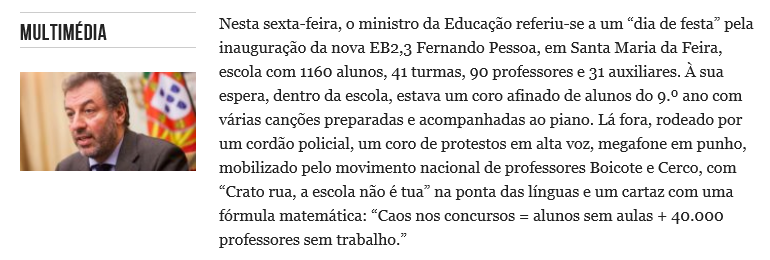 MULTIMÉDIA
Nesta sexta-feira, o ministro da Educação referiu-se a um “dia de festa” pela
inauguração da nova EB2,3 Fernando Pessoa, em Santa Maria da Feira,
escola com 1160 alunos, 41 turmas, 90 professores e 31 auxiliares. À sua
espera, dentro da escola, estava um coro afinado de alunos do 9.º ano com
várias canções preparadas e acompanhadas ao piano. Lá fora, rodeado por
um cordão policial, um coro de protestos em alta voz, megafone em punho,
mobilizado pelo movimento nacional de professores Boicote e Cerco, com
“Crato rua, a escola não é tua” na ponta das línguas e um cartaz com uma
fórmula matemática: “Caos nos concursos = alunos sem aulas + 40.000
professores sem trabalho.”